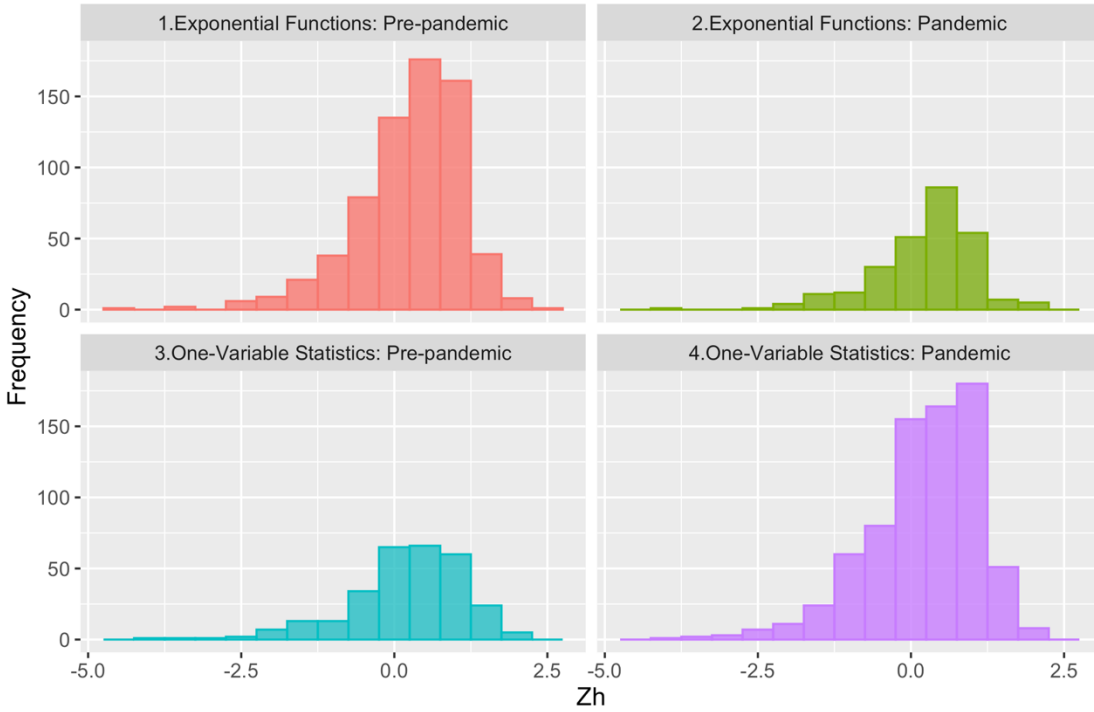 1.Exponential Functions: Pre-pandemic
2.Exponential Functions: Pandemic
150
100
50
0
3.One-Variable Statistics: Pre-pandemic
4.One-Variable Statistics: Pandemic
150
100
50
0
Frequency
-5.0 -2.5 0.0 2.5
-5.0 -2.5 0.0 2.5
Zh